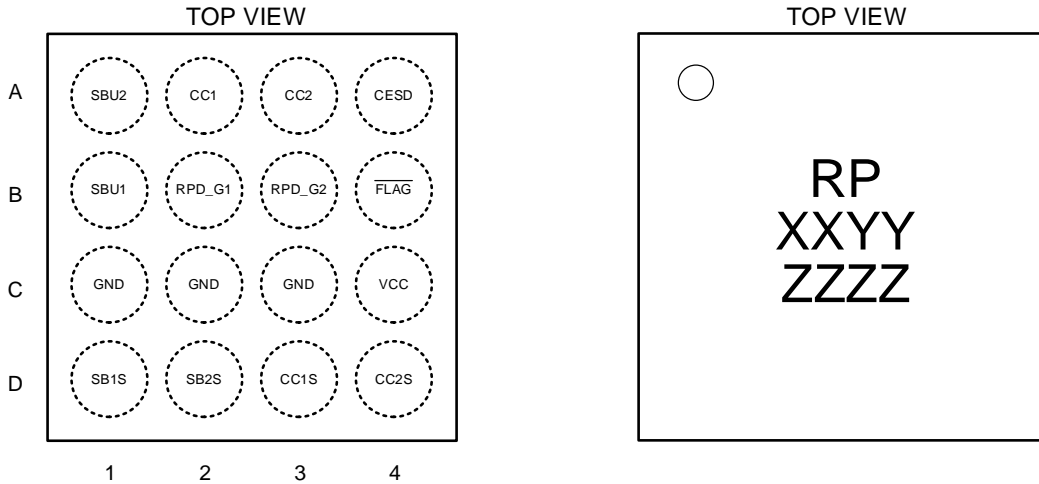 TOP VIEW
TOP VIEW
A SBU2 CC1 CC2 CESD
B SBU1 RPD_G1 RPD_G2 FLAG
C GND GND GND VCC
D SB1S SB2S CC1S CC2S
1 2 3 4
RP
XXYY
ZZZZ